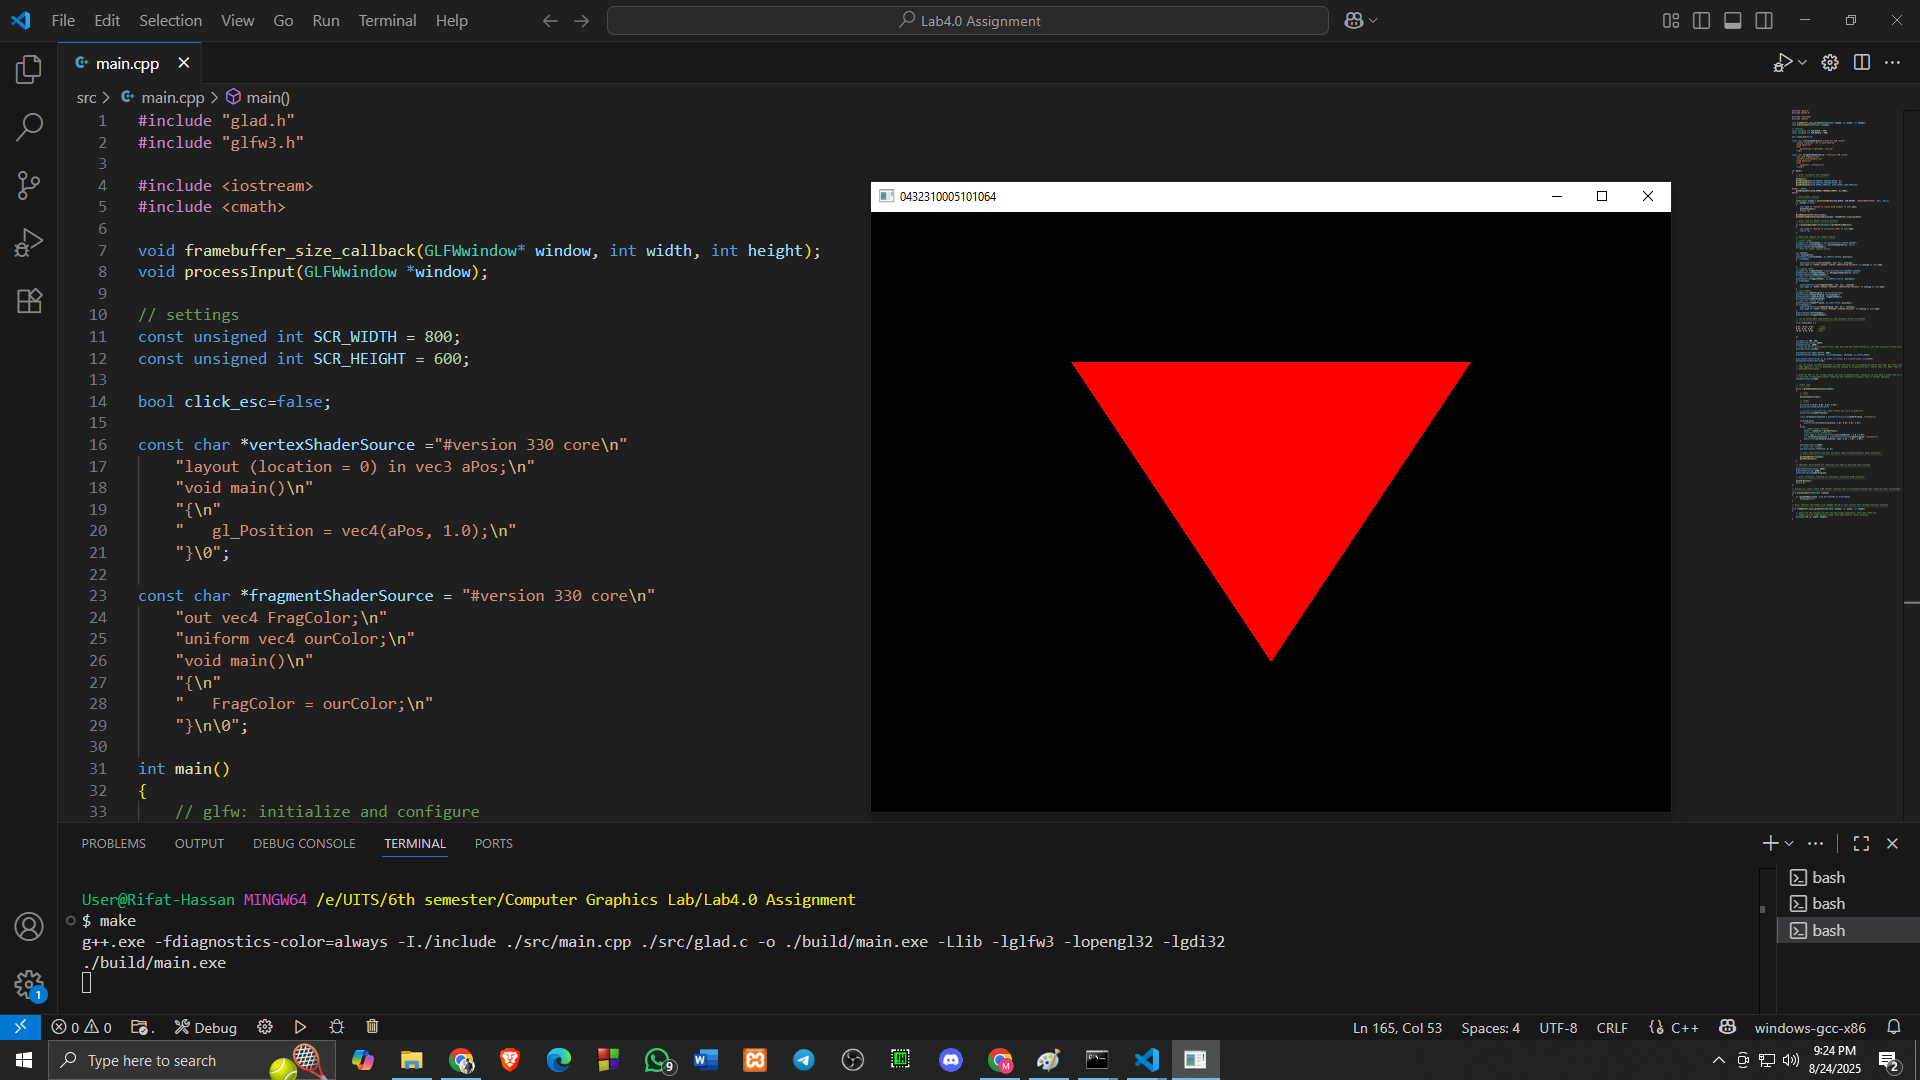 File Edit Selection View Go Run Terminal Help
Lab4.0 Assignment
main.cpp
src > main.cpp > main()
1 #include "glad.h"
2 #include "glfw3.h"
3
4 #include <iostream>
5 #include <cmath>
6
7 void framebuffer_size_callback(GLFWwindow* window, int width, int height);
8 void processInput(GLFWwindow *window);
9
10 // settings
11 const unsigned int SCR_WIDTH = 800;
12 const unsigned int SCR_HEIGHT = 600;
13
14 bool click_esc=false;
15
16 const char *vertexShaderSource ="#version 330 core\n"
17 "layout (location = 0) in vec3 aPos;\n"
18 "void main()\n"
19 "{\n"
20 "   gl_Position = vec4(aPos, 1.0);\n"
21 "}\0";
22
23 const char *fragmentShaderSource = "#version 330 core\n"
24 "out vec4 FragColor;\n"
25 "uniform vec4 ourColor;\n"
26 "void main()\n"
27 "{\n"
28 "   FragColor = ourColor;\n"
29 "}\n\0";
30
31 int main()
32 {
33 // glfw: initialize and configure
0432310005101064
PROBLEMS OUTPUT DEBUG CONSOLE TERMINAL PORTS
User@Rifat-Hassan MINGW64 /e/UITS/6th semester/Computer Graphics Lab/Lab4.0 Assignment
$ make
g++.exe -fdiagnostics-color=always -I./include ./src/main.cpp ./src/glad.c -o ./build/main.exe -Llib -lglfw3 -lopengl32 -lgdi32
./build/main.exe
bash
bash
bash
1
0 0 . Debug
Ln 165, Col 53 Spaces: 4 UTF-8 CRLF {} C++ windows-gcc-x86
Type here to search
9
M
9:24 PM
8/24/2025
2